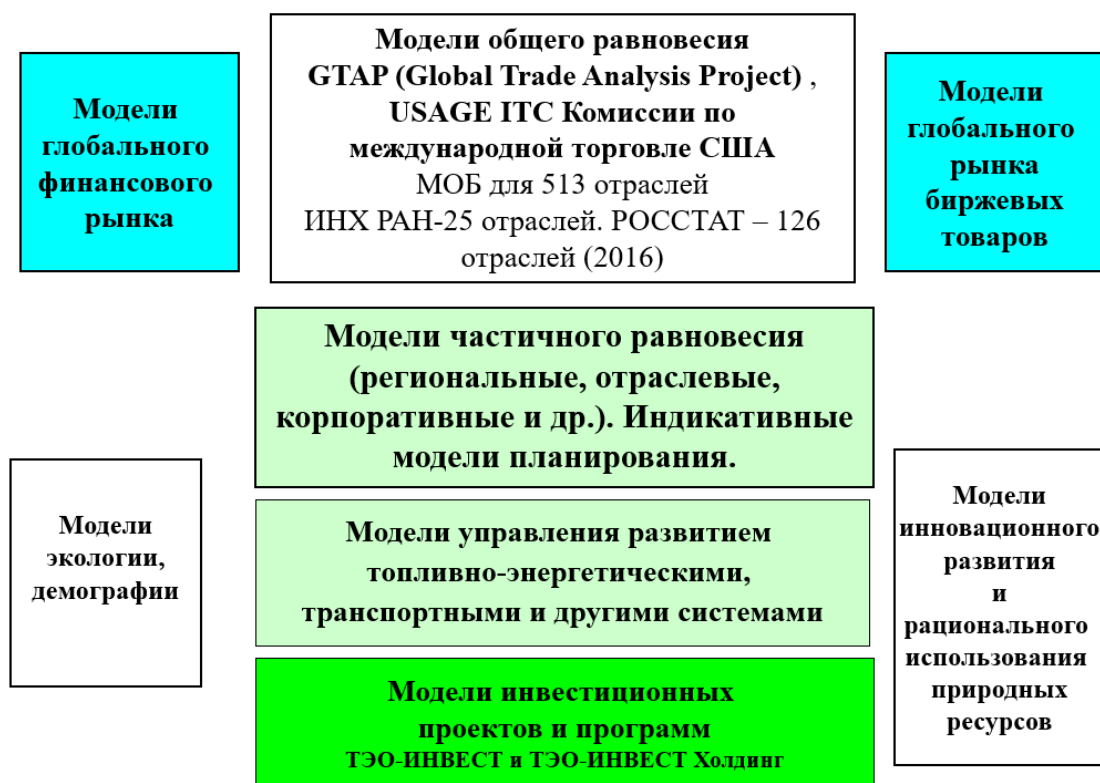 Модели
глобального
финансового
рынка
Модели общего равновесия
GTAP (Global Trade Analysis Project) ,
USAGE ITC Комиссии по
международной торговле США
МОБ для 513 отраслей
ИНХ РАН-25 отраслей. РОССТАТ – 126
отраслей (2016)
Модели
глобального
рынка
биржевых
товаров
Модели частичного равновесия
(региональные, отраслевые,
корпоративные и др.). Индикативные
модели планирования.
Модели
экологии,
демографии
Модели управления развитием
топливно-энергетическими,
транспортными и другими системами
Модели
инновационного
развития
и
рационального
использования
природных
ресурсов
Модели инвестиционных
проектов и программ
ТЭО-ИНВЕСТ и ТЭО-ИНВЕСТ Холдинг